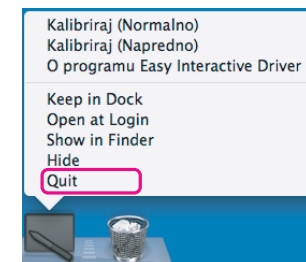 Kalibriraj (Normalno)
Kalibriraj (Napredno)
O programu Easy Interactive Driver
Keep in Dock
Open at Login
Show in Finder
Hide
Quit